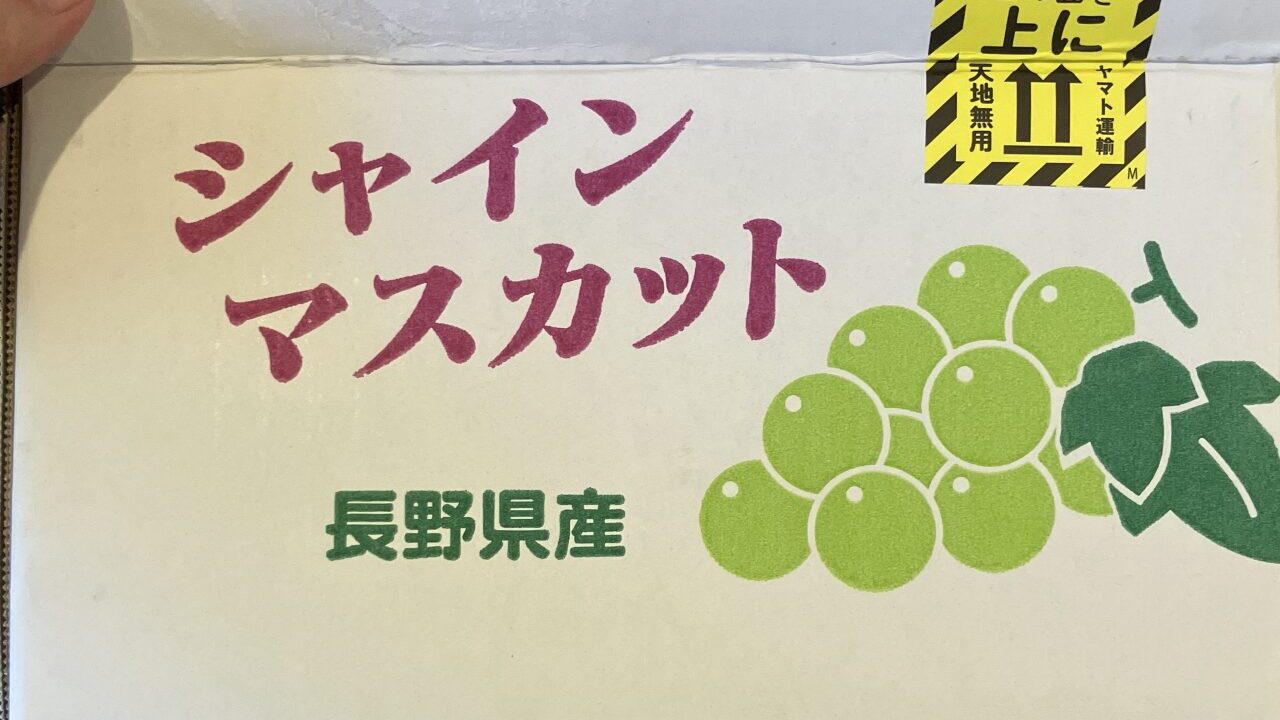 シャイン
マスカット
長野県産
上に
天地無用
ヤマト運輸
M